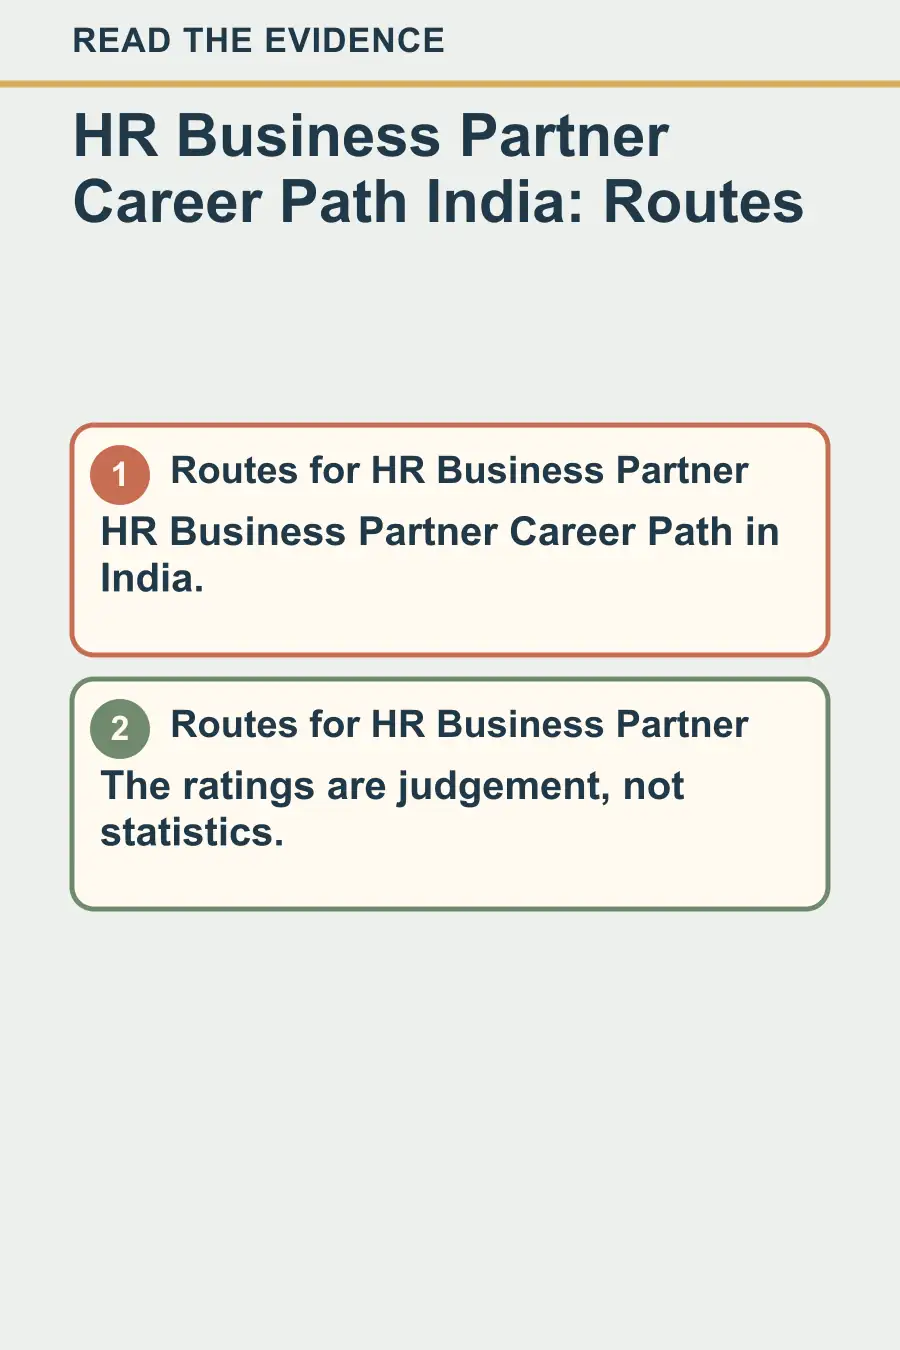 READ THE EVIDENCE
HR Business Partner
Career Path India: Routes
1 Routes for HR Business Partner
HR Business Partner Career Path in
India.
2 Routes for HR Business Partner
The ratings are judgement, not
statistics.